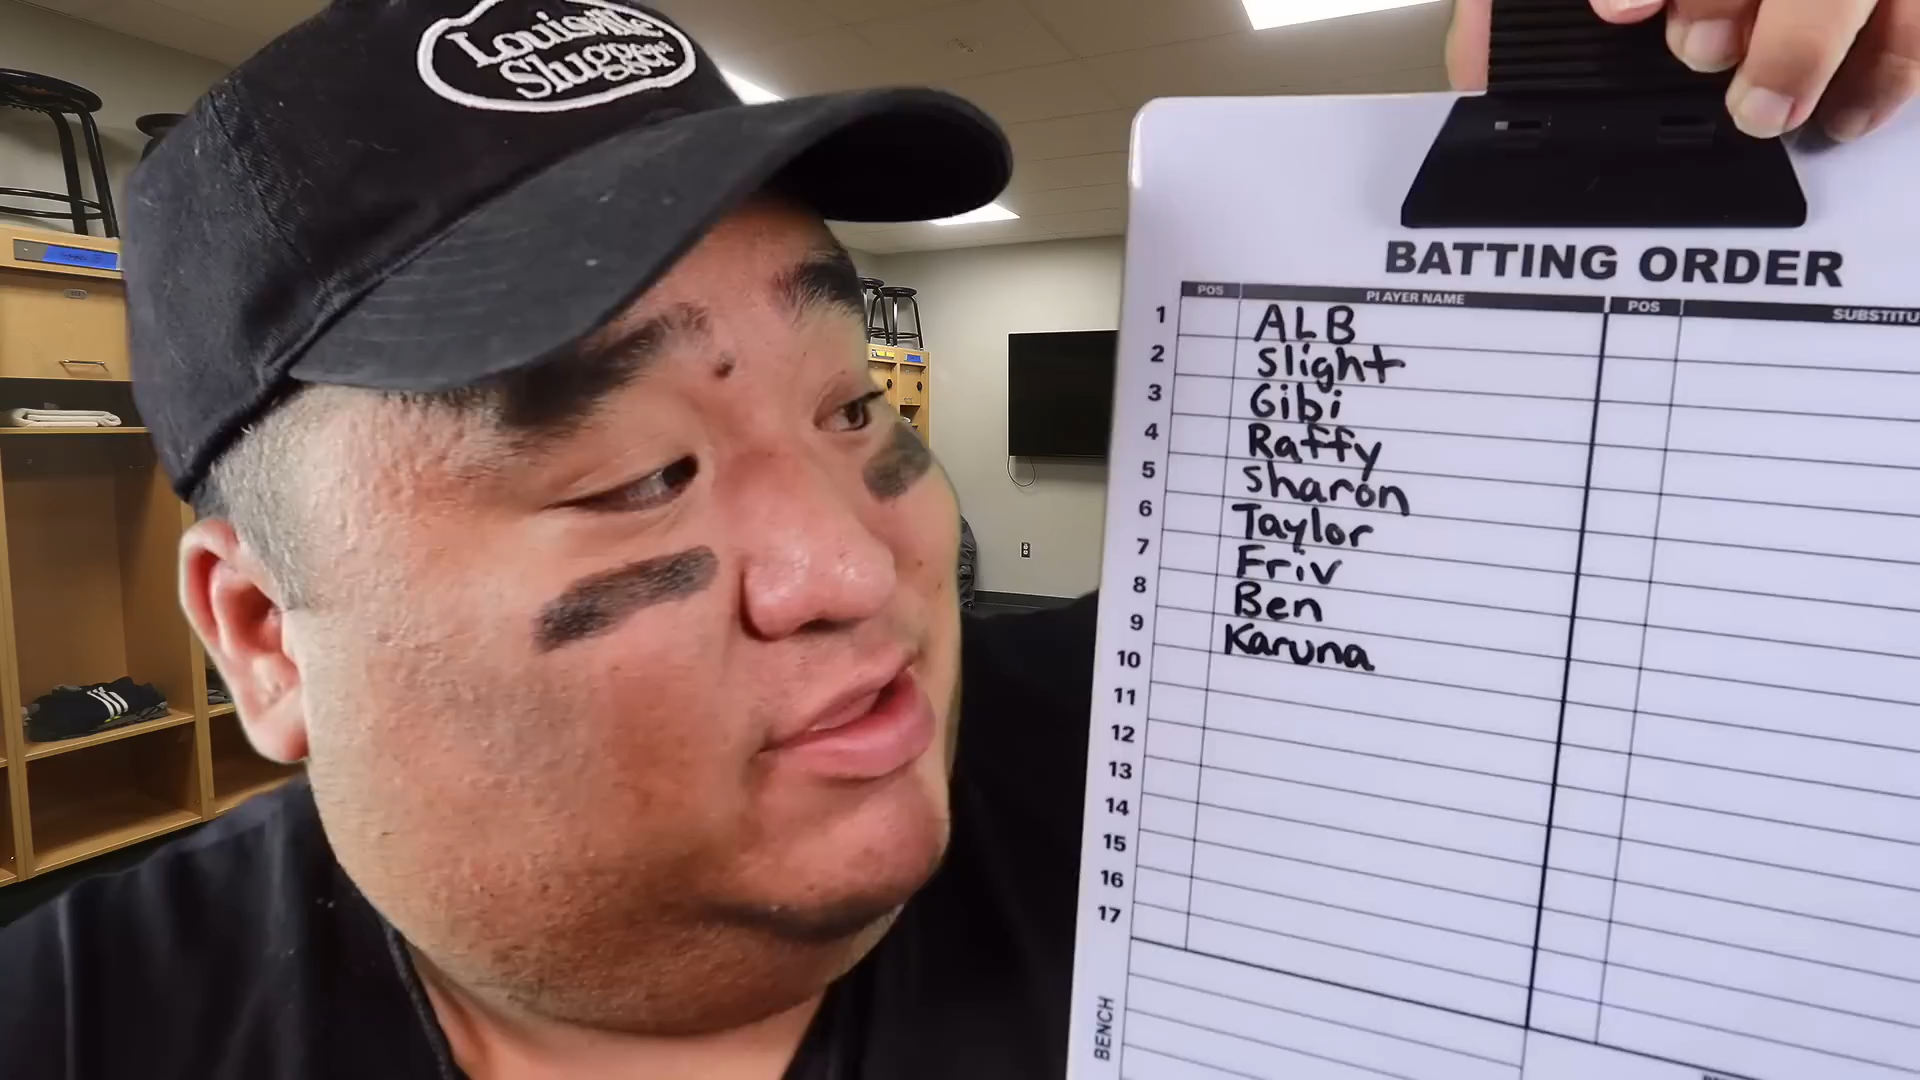 Louisville
Slugger
BATTING ORDER
POS PLAYER NAME POS SUBSTITU
1 ALB
2 Slight
3 Gibi
4 Raffy
5 Sharon
6 Taylor
7 Friv
8 Ben
9 Karuna
10
11
12
13
14
15
16
17
BENCH